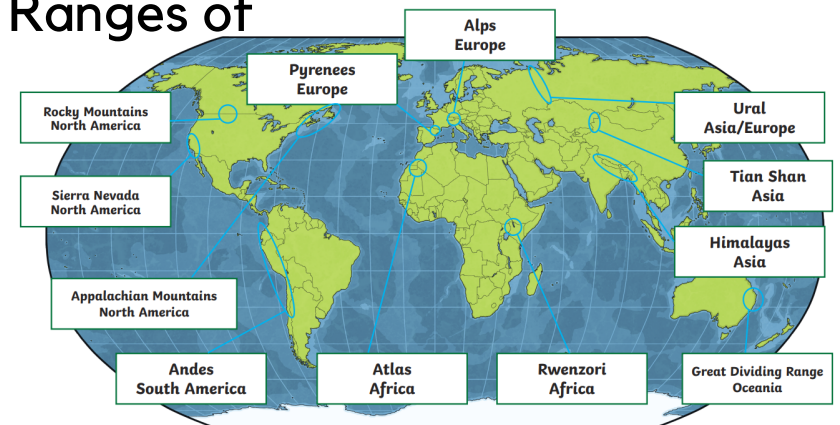 Ranges of
Alps
Europe
Pyrenees
Europe
Rocky Mountains
North America
Ural
Asia/Europe
Sierra Nevada
North America
Tian Shan
Asia
Himalayas
Asia
Appalachian Mountains
North America
Andes
South America
Atlas
Africa
Rwenzori
Africa
Great Dividing Range
Oceania